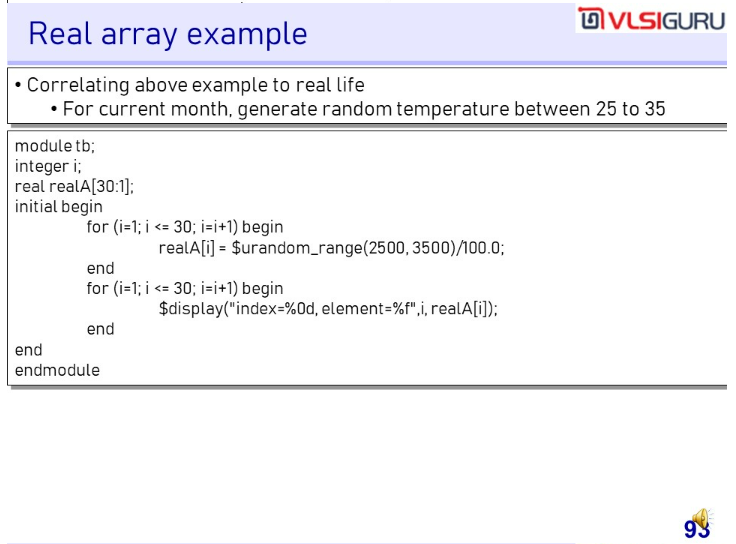 VLSIGURU
Real array example
• Correlating above example to real life
• For current month, generate random temperature between 25 to 35
module tb;
integer i;
real realA[30:1];
initial begin
for (i=1; i <= 30; i=i+1) begin
realA[i] = $urandom_range(2500, 3500)/100.0;
end
for (i=1; i <= 30; i=i+1) begin
$display("index=%0d, element=%f",i, realA[i]);
end
end
endmodule
93